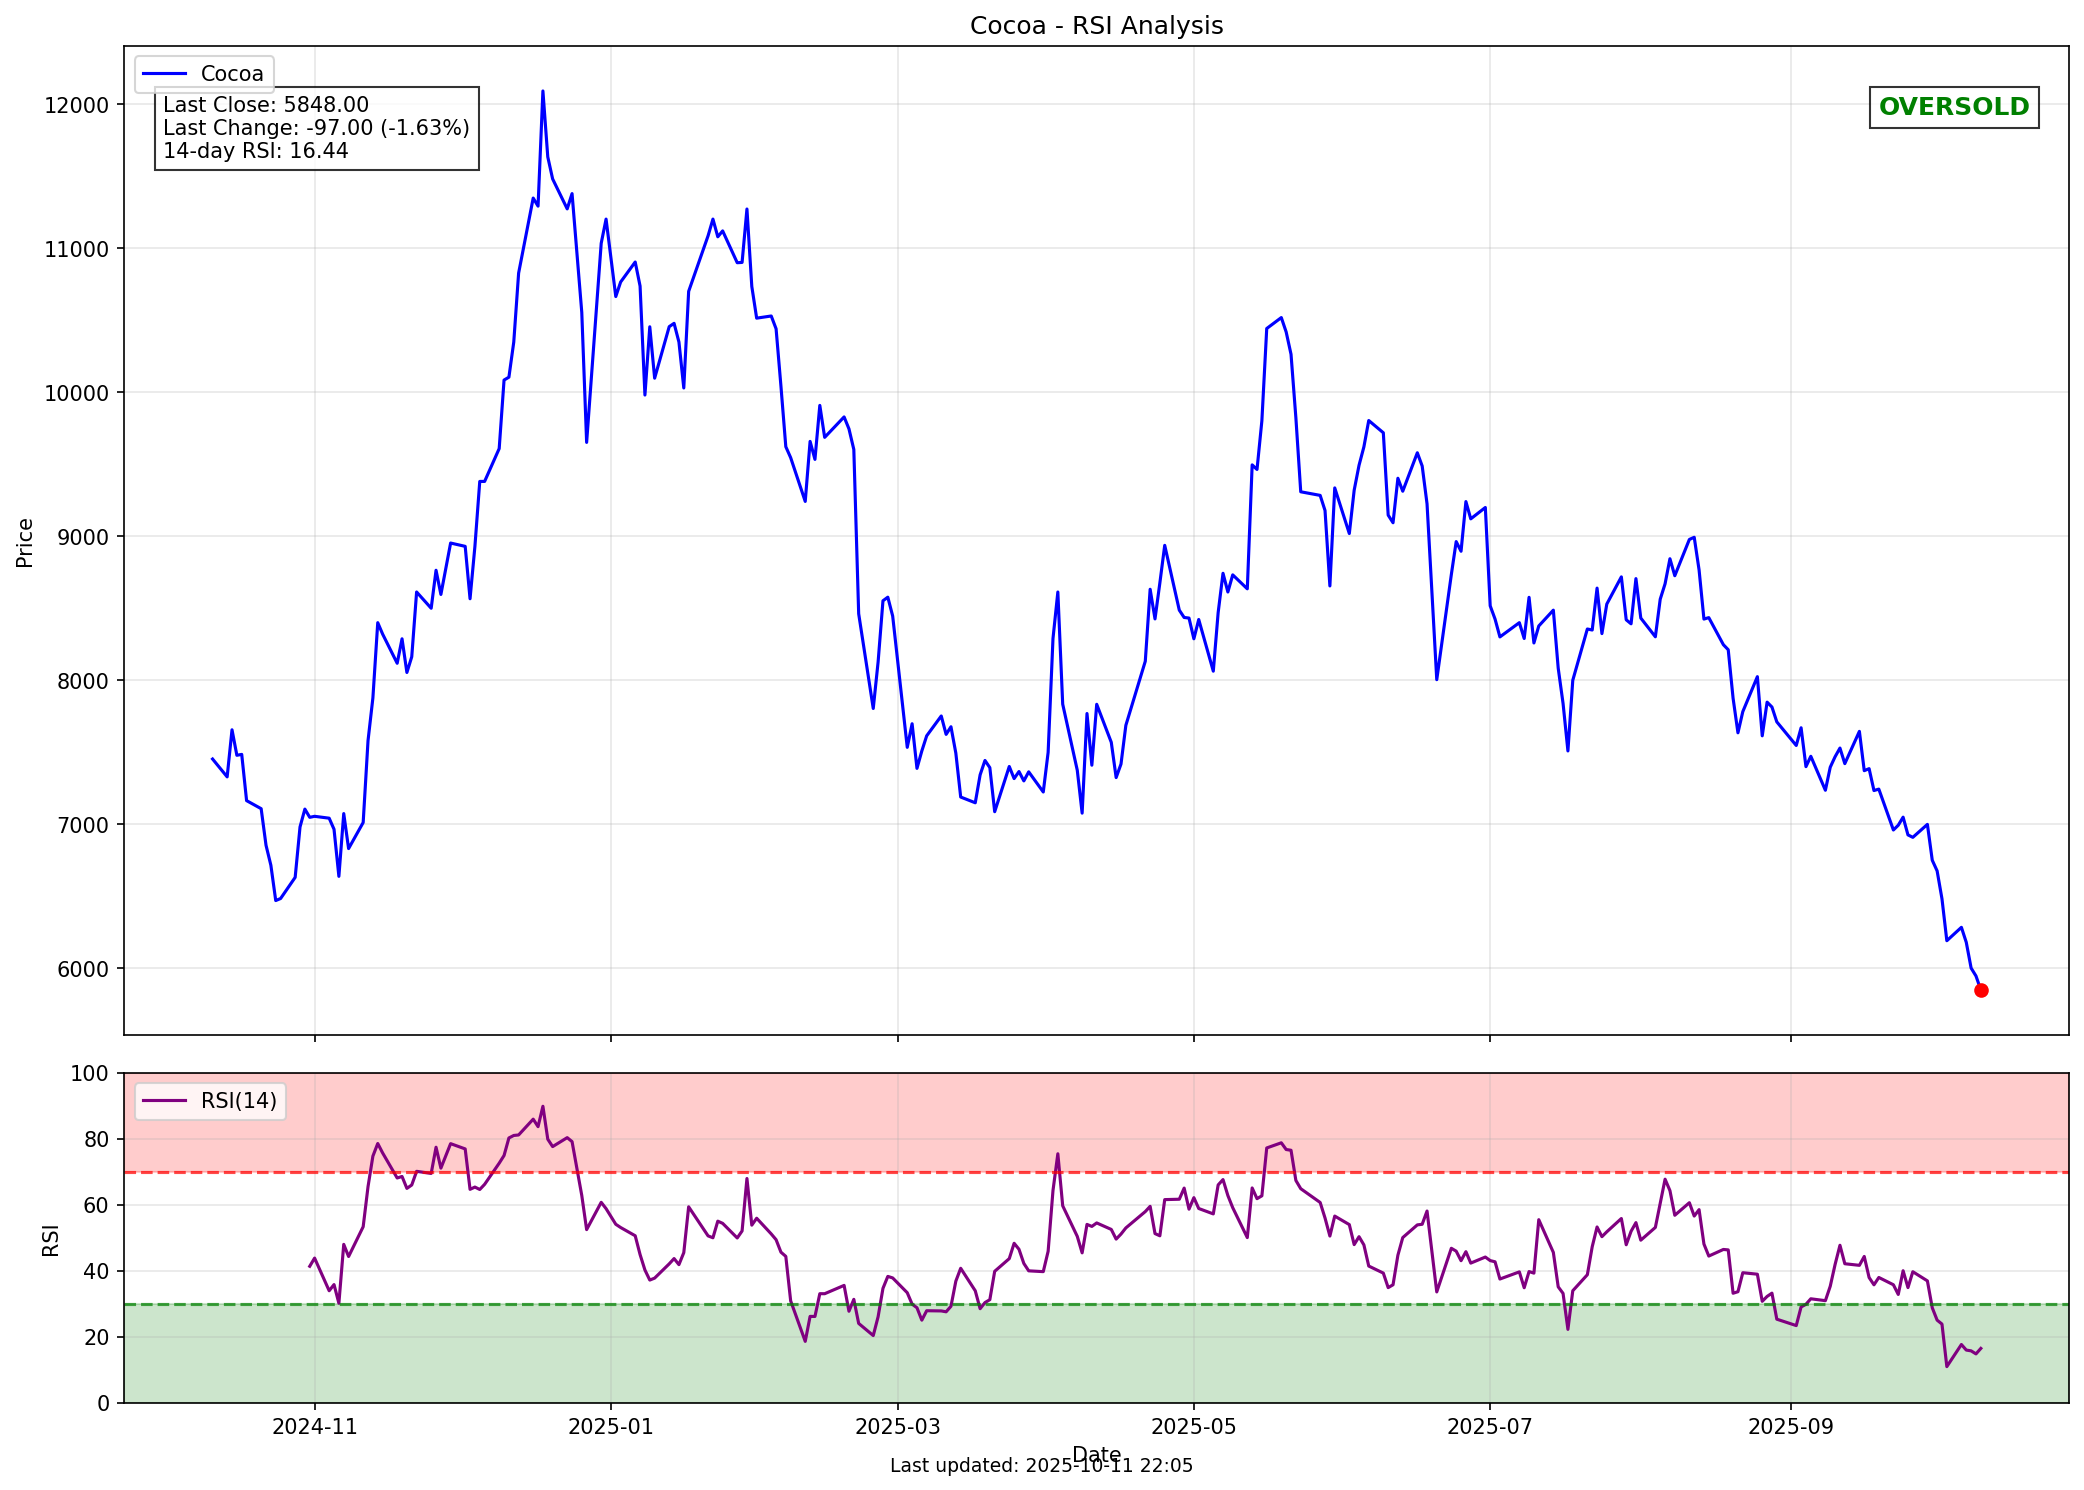 Cocoa - RSI Analysis
Cocoa
Last Close: 5848.00
Last Change: -97.00 (-1.63%)
14-day RSI: 16.44
OVERSOLD
12000
11000
10000
9000
8000
7000
6000
Price
RSI(14)
100
80
60
40
20
0
RSI
2024-11
2025-01
2025-03
2025-05
2025-07
2025-09
Date
Last updated: 2025-10-11 22:05